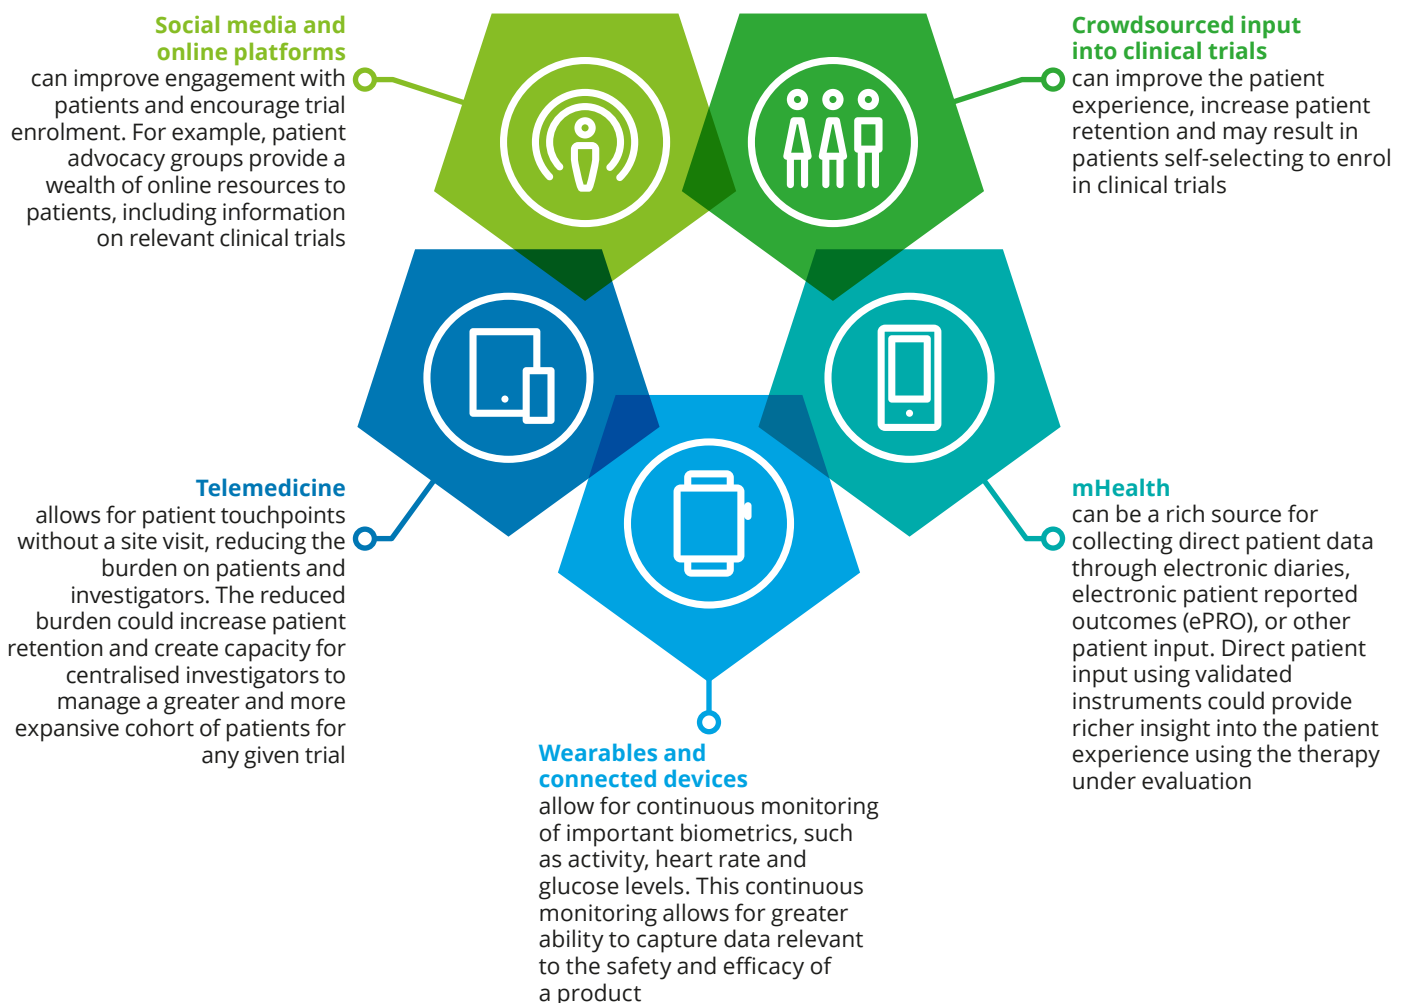 Social media and
online platforms
can improve engagement with
patients and encourage trial
enrolment. For example, patient
advocacy groups provide a
wealth of online resources to
patients, including information
on relevant clinical trials
Crowdsourced input
into clinical trials
can improve the patient
experience, increase patient
retention and may result in
patients self-selecting to enrol
in clinical trials
Telemedicine
allows for patient touchpoints
without a site visit, reducing the
burden on patients and
investigators. The reduced
burden could increase patient
retention and create capacity for
centralised investigators to
manage a greater and more
expansive cohort of patients for
any given trial
mHealth
can be a rich source for
collecting direct patient data
through electronic diaries,
electronic patient reported
outcomes (ePRO), or other
patient input. Direct patient
input using validated
instruments could provide
richer insight into the patient
experience using the therapy
under evaluation
Wearables and
connected devices
allow for continuous monitoring
of important biometrics, such
as activity, heart rate and
glucose levels. This continuous
monitoring allows for greater
ability to capture data relevant
to the safety and efficacy of
a product